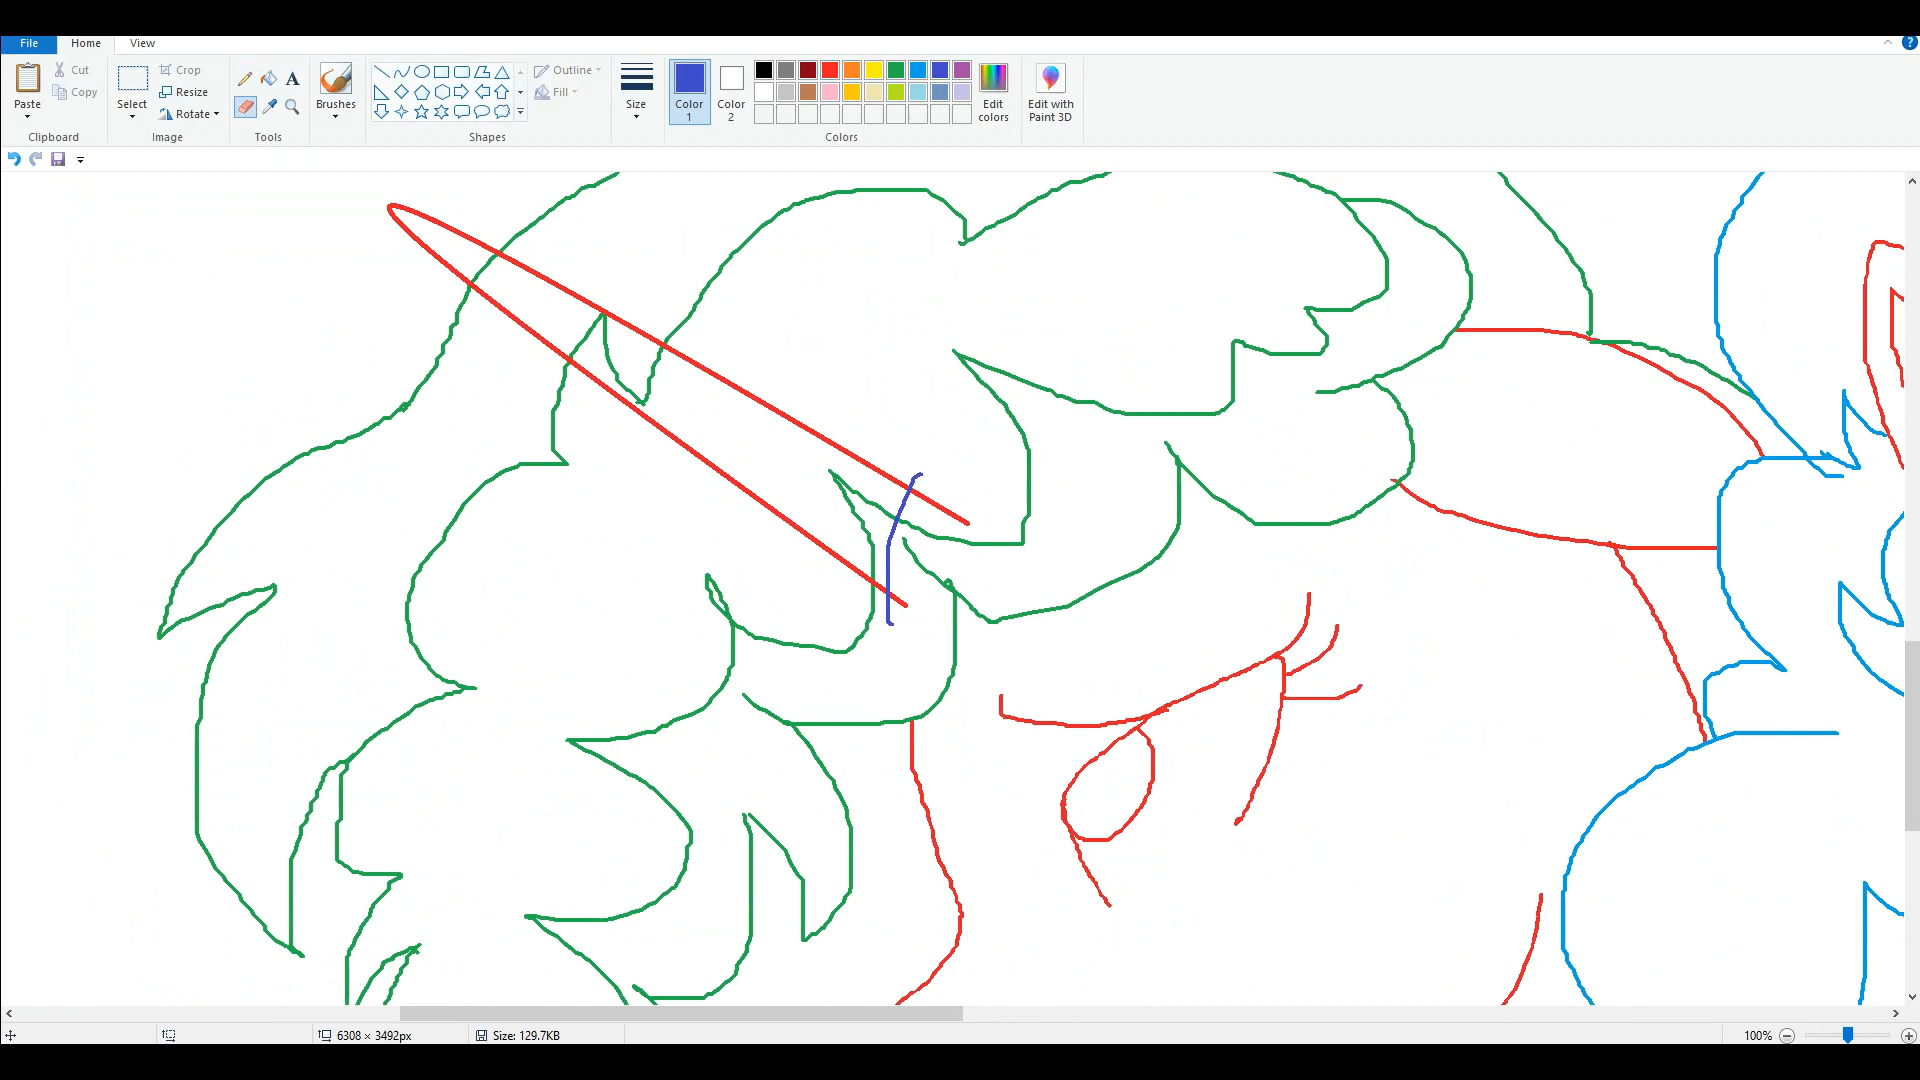 File Home View
Cut
Copy
Paste
Clipboard
Crop
Resize
Rotate
Select
Image
A
Tools
Brushes
Outline
Fill
Shapes
Size
Color 1
Color 2
Edit colors
Colors
Edit with Paint 3D
?
6308 × 3492px
Size: 129.7KB
100%